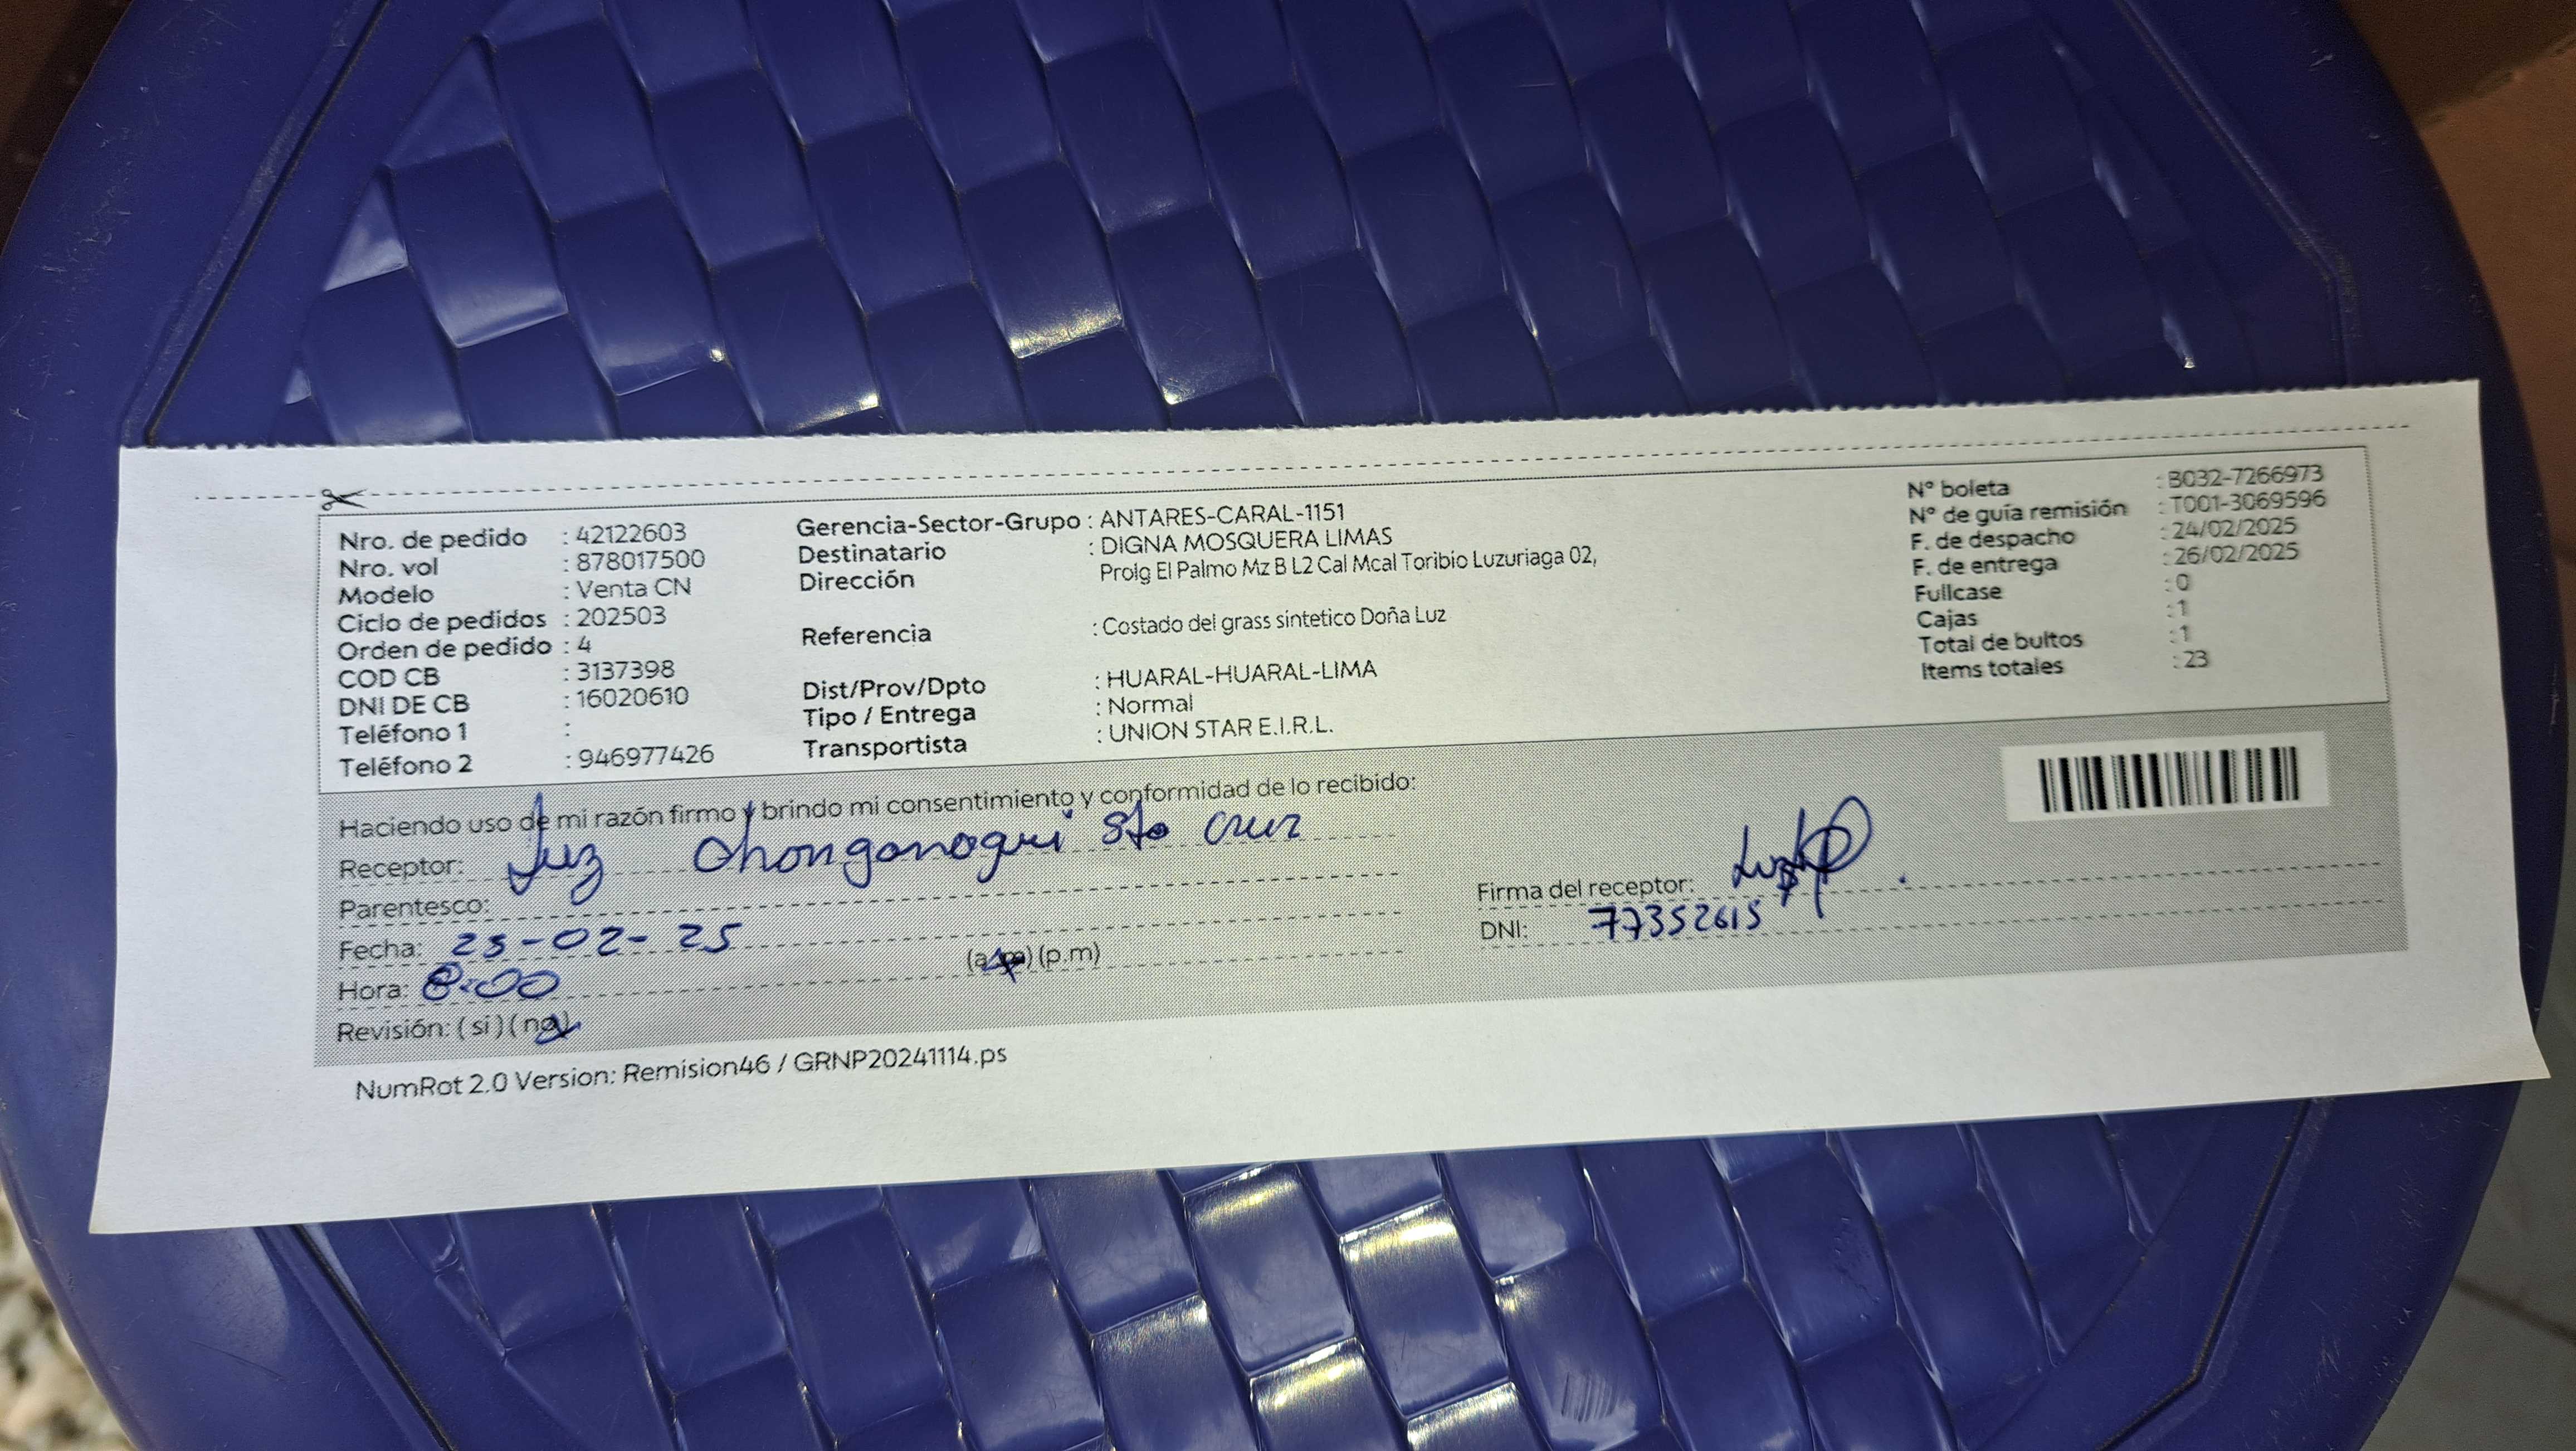 Nro. de pedido : 42122603
Nro. vol : 878017500
Modelo : Venta CN
Ciclo de pedidos : 202503
Orden de pedido : 4
COD CB : 3137398
DNI DE CB : 16020610
Teléfono 1 :
Teléfono 2 : 946977426
Gerencia-Sector-Grupo : ANTARES-CARAL-1151
Destinatario : DIGNA MOSQUERA LIMAS
Dirección Prolg El Palmo Mz B L2 Cal Mcal Toribio Luzuriaga 02,
Referencia : Costado del grass sintetico Doña Luz
Dist/Prov/Dpto : HUARAL-HUARAL-LIMA
Tipo / Entrega : Normal
Transportista : UNION STAR E.I.R.L.
N° boleta : B032-7266973
N° de guía remisión : T001-3069596
F. de despacho : 24/02/2025
F. de entrega : 26/02/2025
Fullcase : 0
Cajas : 1
Total de bultos : 1
Items totales : 23
Haciendo uso de mi razón firmo y brindo mi consentimiento y conformidad de lo recibido:
Receptor: Luz Chonganoqui Sta Cruz
Parentesco:
Fecha: 25-02-25
Hora: 8:00 (a.m) (p.m)
Revisión: (si) (no)
Firma del receptor:
DNI: 77352615
NumRot 2.0 Version: Remision46 / GRNP20241114.ps